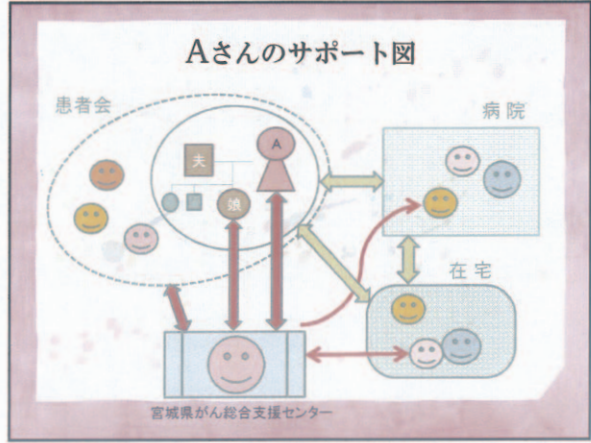 Aさんのサポート図
患者会
病院
A
夫
娘
在宅
宮城県がん総合支援センター